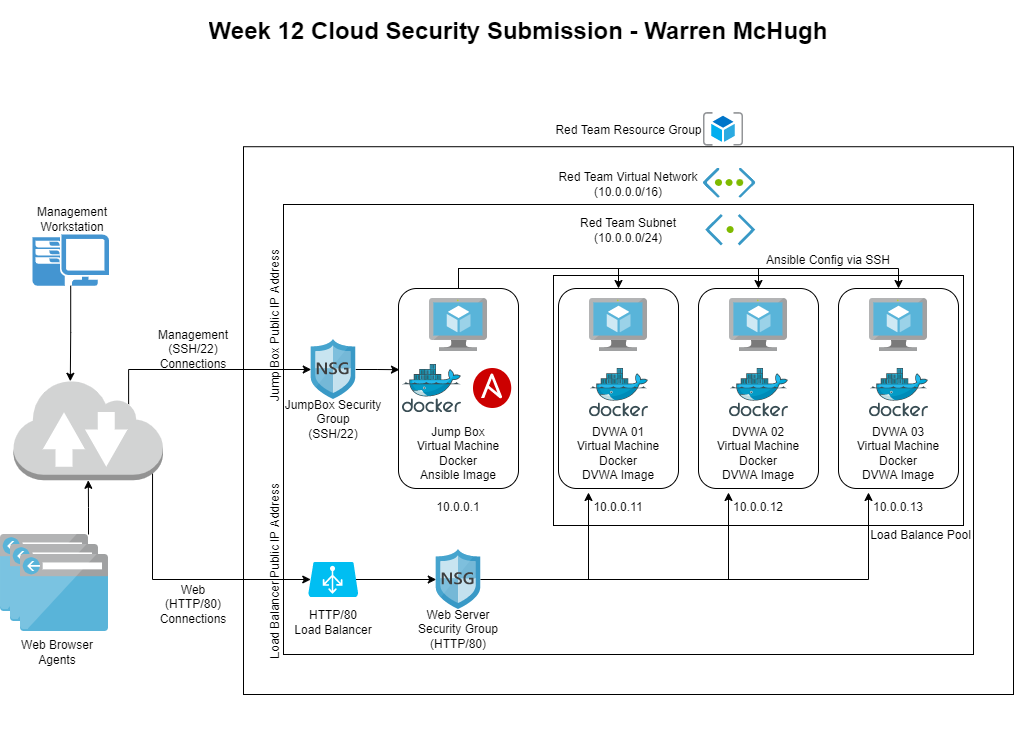 Week 12 Cloud Security Submission - Warren McHugh
Red Team Resource Group
Red Team Virtual Network
(10.0.0.0/16)
Red Team Subnet
(10.0.0.0/24)
Management
Workstation
Ansible Config via SSH
Jump Box Public IP Address
Management
(SSH/22)
Connections
NSG
JumpBox Security
Group
(SSH/22)
docker
A
Jump Box
Virtual Machine
Docker
Ansible Image
10.0.0.1
docker
DVWA 01
Virtual Machine
Docker
DVWA Image
10.0.0.11
docker
DVWA 02
Virtual Machine
Docker
DVWA Image
10.0.0.12
docker
DVWA 03
Virtual Machine
Docker
DVWA Image
10.0.0.13
Load Balance Pool
Load Balancer Public IP Address
Web
(HTTP/80)
Connections
HTTP/80
Load Balancer
NSG
Web Server
Security Group
(HTTP/80)
Web Browser
Agents